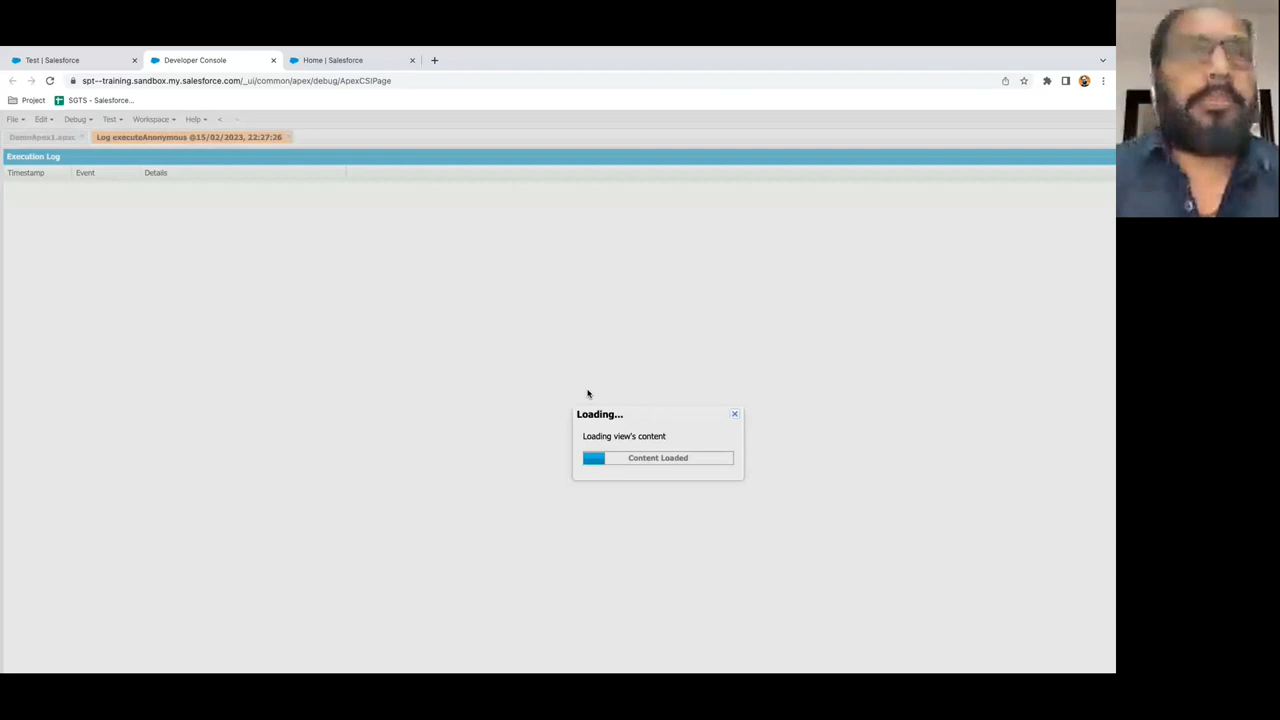 Test | Salesforce
Developer Console
Home | Salesforce
spt--training.sandbox.my.salesforce.com/_ui/common/apex/debug/ApexCSIPage
Project
SGTS - Salesforce...
File
Edit
Debug
Test
Workspace
Help
<
DemoApex1.apxc
Log executeAnonymous @15/02/2023, 22:27:26
Execution Log
Timestamp
Event
Details
Loading...
Loading view's content
Content Loaded